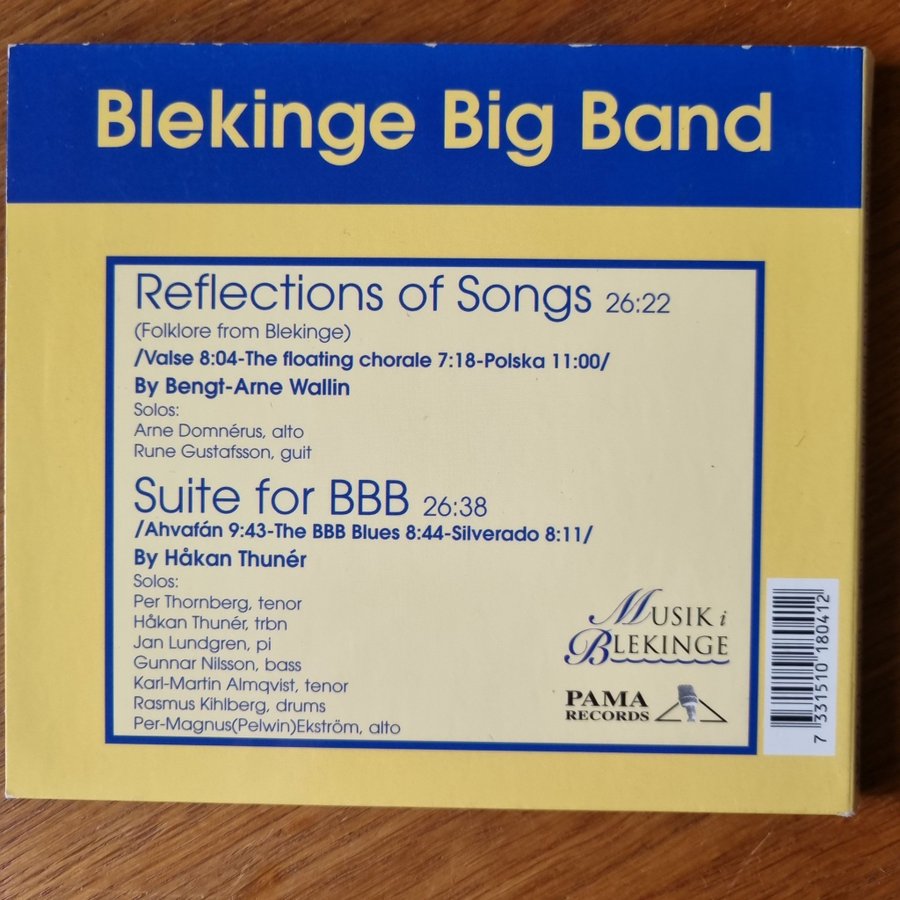 Blekinge Big Band
Reflections of Songs 26:22
(Folklore from Blekinge)
/Valse 8:04-The floating chorale 7:18-Polska 11:00/
By Bengt-Arne Wallin
Solos:
Arne Domnérus, alto
Rune Gustafsson, guit
Suite for BBB 26:38
/Ahvafán 9:43-The BBB Blues 8:44-Silverado 8:11/
By Håkan Thunér
Solos:
Per Thornberg, tenor
Håkan Thunér, trbn
Jan Lundgren, pi
Gunnar Nilsson, bass
Karl-Martin Almqvist, tenor
Rasmus Kihlberg, drums
Per-Magnus(Pelwin)Ekström, alto
MUSIK i
BLEKINGE
PAMA
RECORDS
7 331510 180412